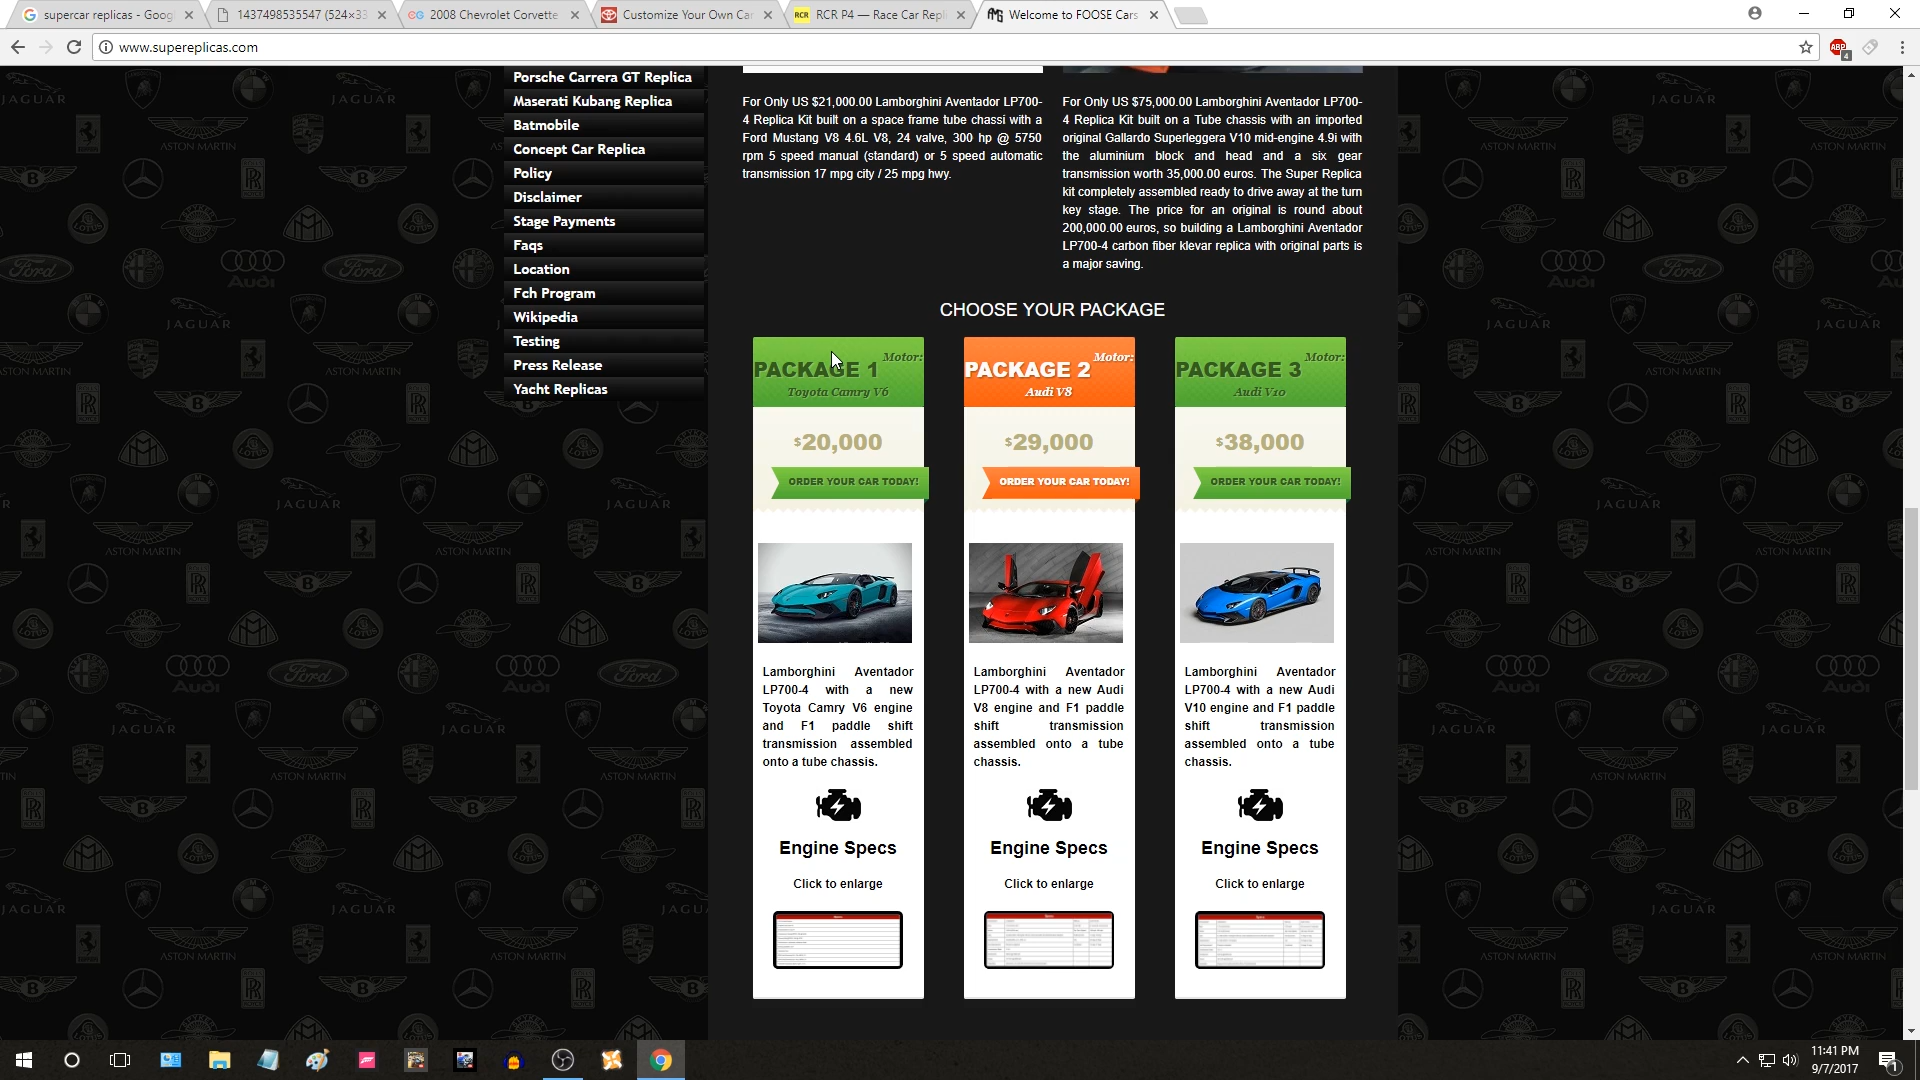 supercar replicas - Goog
1437498535547 (524×33
2008 Chevrolet Corvette
Customize Your Own Car
RCR P4 — Race Car Repl
Welcome to FOOSE Cars
www.supereplicas.com
Porsche Carrera GT Replica
Maserati Kubang Replica
Batmobile
Concept Car Replica
Policy
Disclaimer
Stage Payments
Faqs
Location
Fch Program
Wikipedia
Testing
Press Release
Yacht Replicas
For Only US $21,000.00 Lamborghini Aventador LP700-
4 Replica Kit built on a space frame tube chassi with a
Ford Mustang V8 4.6L V8, 24 valve, 300 hp @ 5750
rpm 5 speed manual (standard) or 5 speed automatic
transmission 17 mpg city / 25 mpg hwy.
For Only US $75,000.00 Lamborghini Aventador LP700-
4 Replica Kit built on a Tube chassis with an imported
original Gallardo Superleggera V10 mid-engine 4.9i with
the aluminium block and head and a six gear
transmission worth 35,000.00 euros. The Super Replica
kit completely assembled ready to drive away at the turn
key stage. The price for an original is round about
200,000.00 euros, so building a Lamborghini Aventador
LP700-4 carbon fiber klevar replica with original parts is
a major saving.
CHOOSE YOUR PACKAGE
PACKAGE 1 Motor:
Toyota Camry V6
$20,000
ORDER YOUR CAR TODAY!
Lamborghini Aventador
LP700-4 with a new
Toyota Camry V6 engine
and F1 paddle shift
transmission assembled
onto a tube chassis.
Engine Specs
Click to enlarge
PACKAGE 2 Motor:
Audi V8
$29,000
ORDER YOUR CAR TODAY!
Lamborghini Aventador
LP700-4 with a new Audi
V8 engine and F1 paddle
shift transmission
assembled onto a tube
chassis.
Engine Specs
Click to enlarge
PACKAGE 3 Motor:
Audi V10
$38,000
ORDER YOUR CAR TODAY!
Lamborghini Aventador
LP700-4 with a new Audi
V10 engine and F1 paddle
shift transmission
assembled onto a tube
chassis.
Engine Specs
Click to enlarge
11:41 PM
9/7/2017